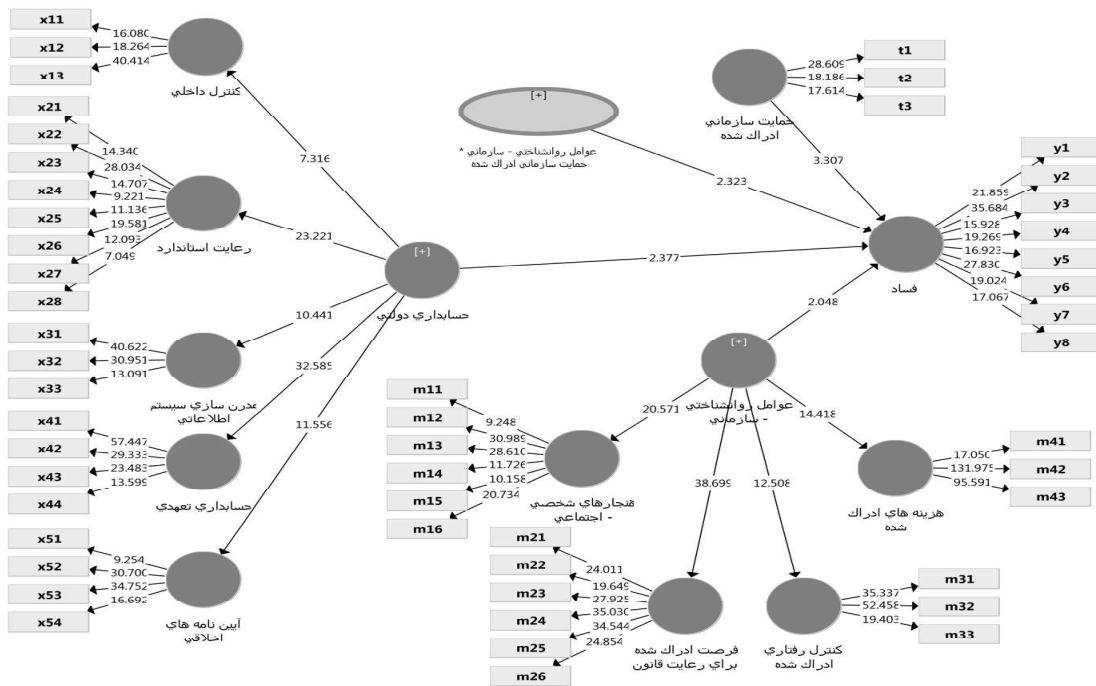 x11
x12
x13
16.080
18.264
40.414
كنترل داخلي
x21
x22
x23
x24
x25
x26
x27
x28
14.340
28.034
14.707
9.221
11.136
19.581
12.093
7.049
رعايت استاندارد
x31
x32
x33
40.622
30.951
13.091
مدرن سازي سيستم
اطلاعاتي
x41
x42
x43
x44
57.447
29.333
23.483
13.599
حسابداري تعهدي
x51
x52
x53
x54
9.254
30.700
34.752
16.692
آيين نامه هاي
اخلاقي
7.316
23.221
10.441
32.585
11.556
[+]
حسابداري دولتي
2.377
[+]
عوامل روانشناختي - سازماني *
حمايت سازماني ادراك شده
2.323
t1
t2
t3
28.609
18.186
17.614
حمايت سازماني
ادراك شده
3.307
y1
y2
y3
y4
y5
y6
y7
y8
21.859
35.684
15.928
19.269
16.923
27.830
19.024
17.067
فساد
2.048
[+]
عوامل روانشناختي
- سازماني
20.571
38.699
12.508
14.418
m11
m12
m13
m14
m15
m16
9.248
30.989
28.610
11.726
10.158
20.734
هنجارهاي شخصي
- اجتماعي
m21
m22
m23
m24
m25
m26
24.011
19.649
27.925
35.030
34.544
24.854
فرصت ادراك شده
براي رعايت قانون
m31
m32
m33
35.337
52.458
19.403
كنترل رفتاري
ادراك شده
m41
m42
m43
17.050
131.975
95.591
هزينه هاي ادراك
شده